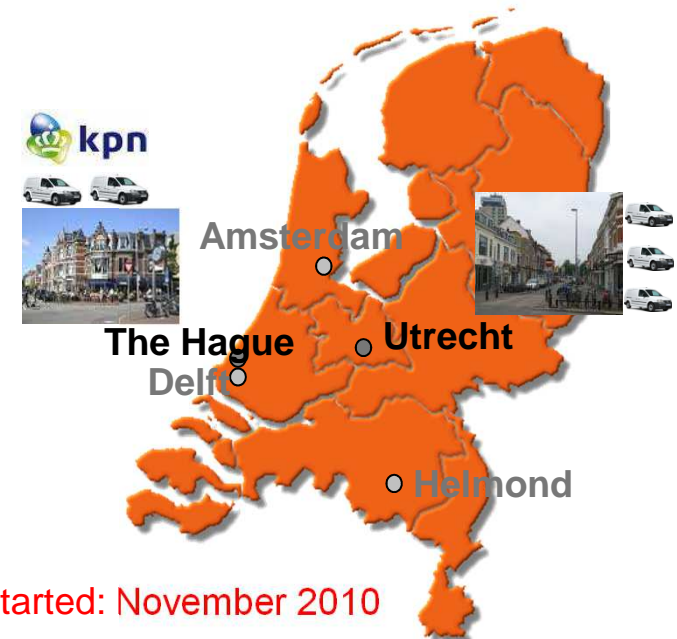 kpn
Amsterdam
The Hague
Utrecht
Delft
Helmond
tarted: November 2010